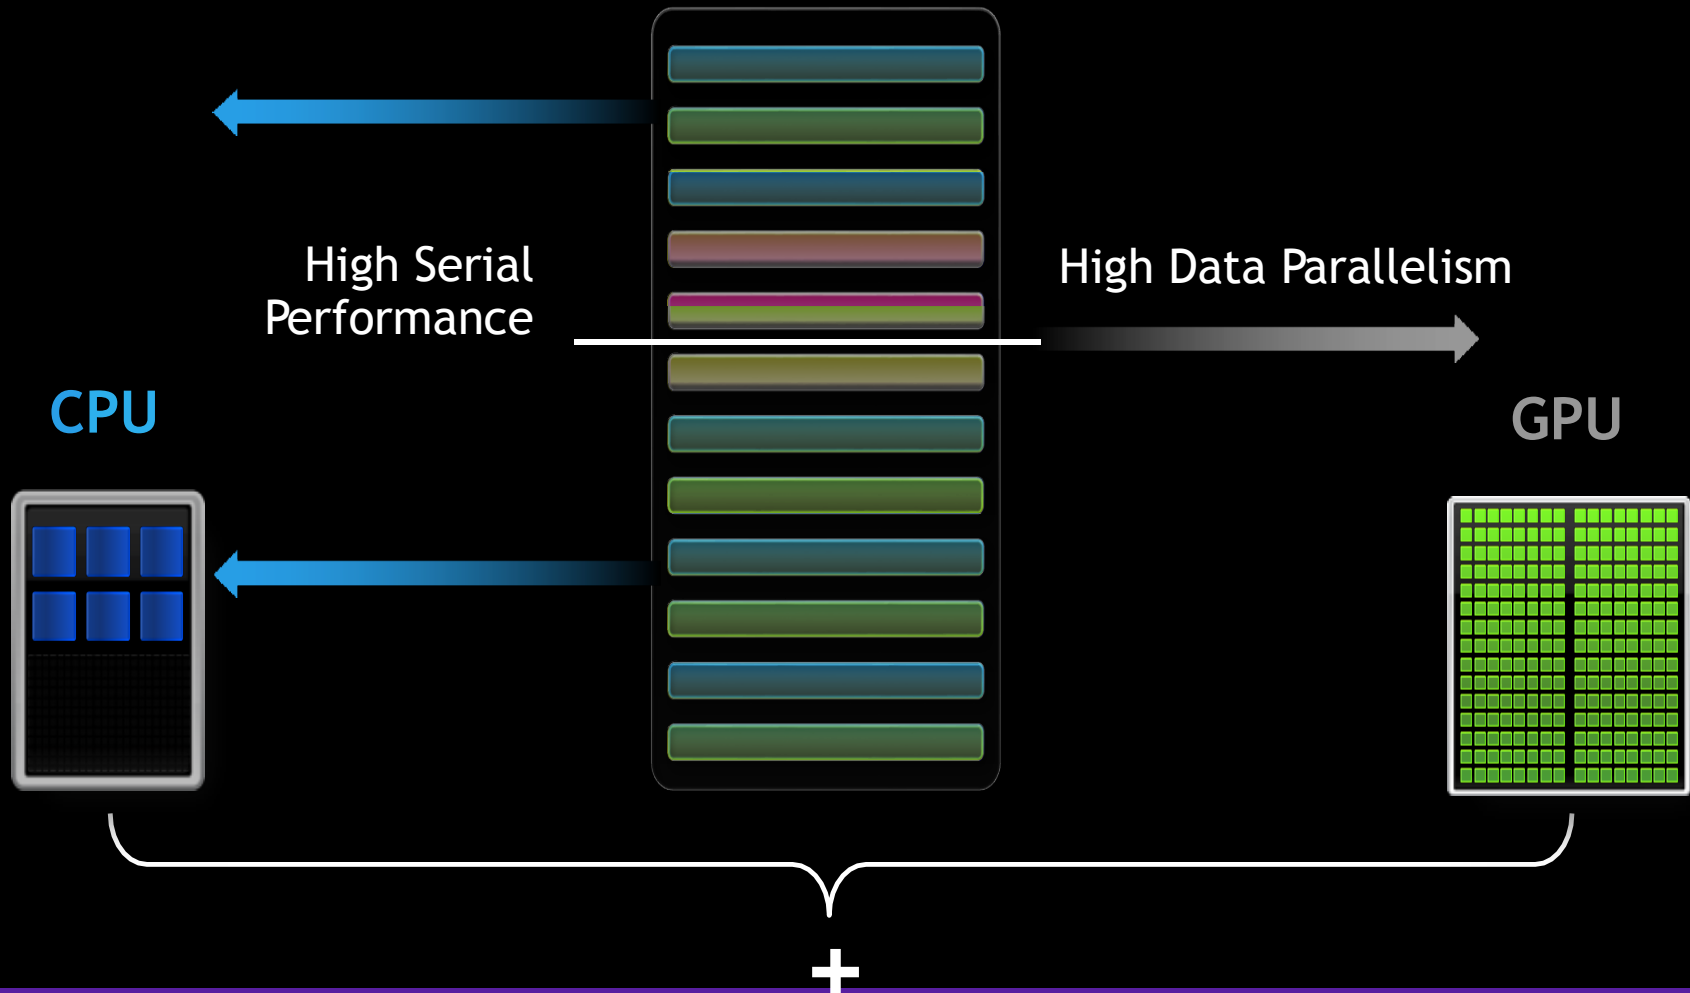 High Serial
Performance
High Data Parallelism
CPU
GPU
+